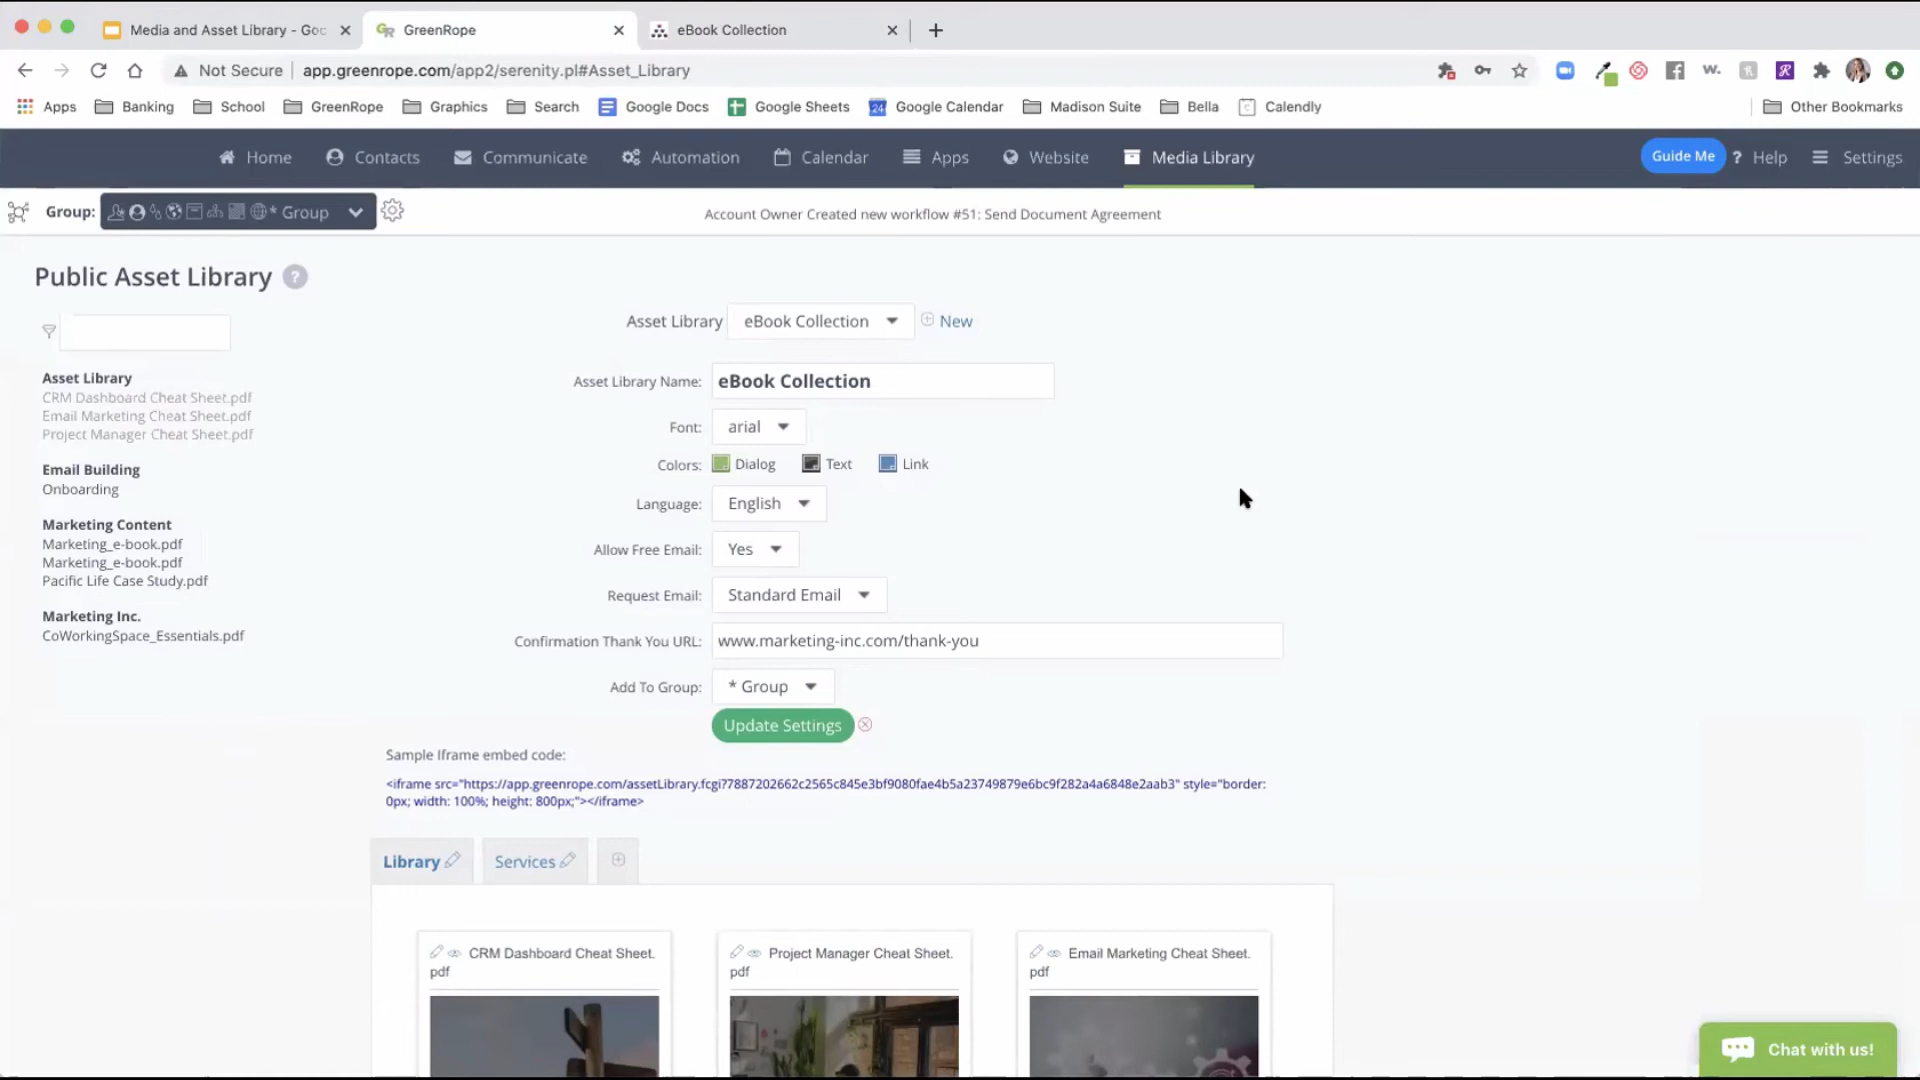 Media and Asset Library - Goo
GreenRope
eBook Collection
Not Secure
app.greenrope.com/app2/serenity.pl#Asset_Library
Apps
Banking
School
GreenRope
Graphics
Search
Google Docs
Google Sheets
24
Google Calendar
Madison Suite
Bella
Calendly
Other Bookmarks
Home
Contacts
Communicate
Automation
Calendar
Apps
Website
Media Library
Guide Me
? Help
Settings
Group:
* Group
Account Owner Created new workflow #51: Send Document Agreement
Public Asset Library ?
Asset Library
eBook Collection
New
Asset Library
CRM Dashboard Cheat Sheet.pdf
Email Marketing Cheat Sheet.pdf
Project Manager Cheat Sheet.pdf
Email Building
Onboarding
Marketing Content
Marketing_e-book.pdf
Marketing_e-book.pdf
Pacific Life Case Study.pdf
Marketing Inc.
CoWorkingSpace_Essentials.pdf
Asset Library Name: eBook Collection
Font: arial
Colors: Dialog Text Link
Language: English
Allow Free Email: Yes
Request Email: Standard Email
Confirmation Thank You URL: www.marketing-inc.com/thank-you
Add To Group: * Group
Update Settings
Sample Iframe embed code:
<iframe src="https://app.greenrope.com/assetLibrary.fcgi?7887202662c2565c845e3bf9080fae4b5a23749879e6bc9f282a4a6848e2aab3" style="border:
0px; width: 100%; height: 800px;"></iframe>
Library
Services
CRM Dashboard Cheat Sheet.
pdf
Project Manager Cheat Sheet.
pdf
Email Marketing Cheat Sheet.
pdf
Chat with us!